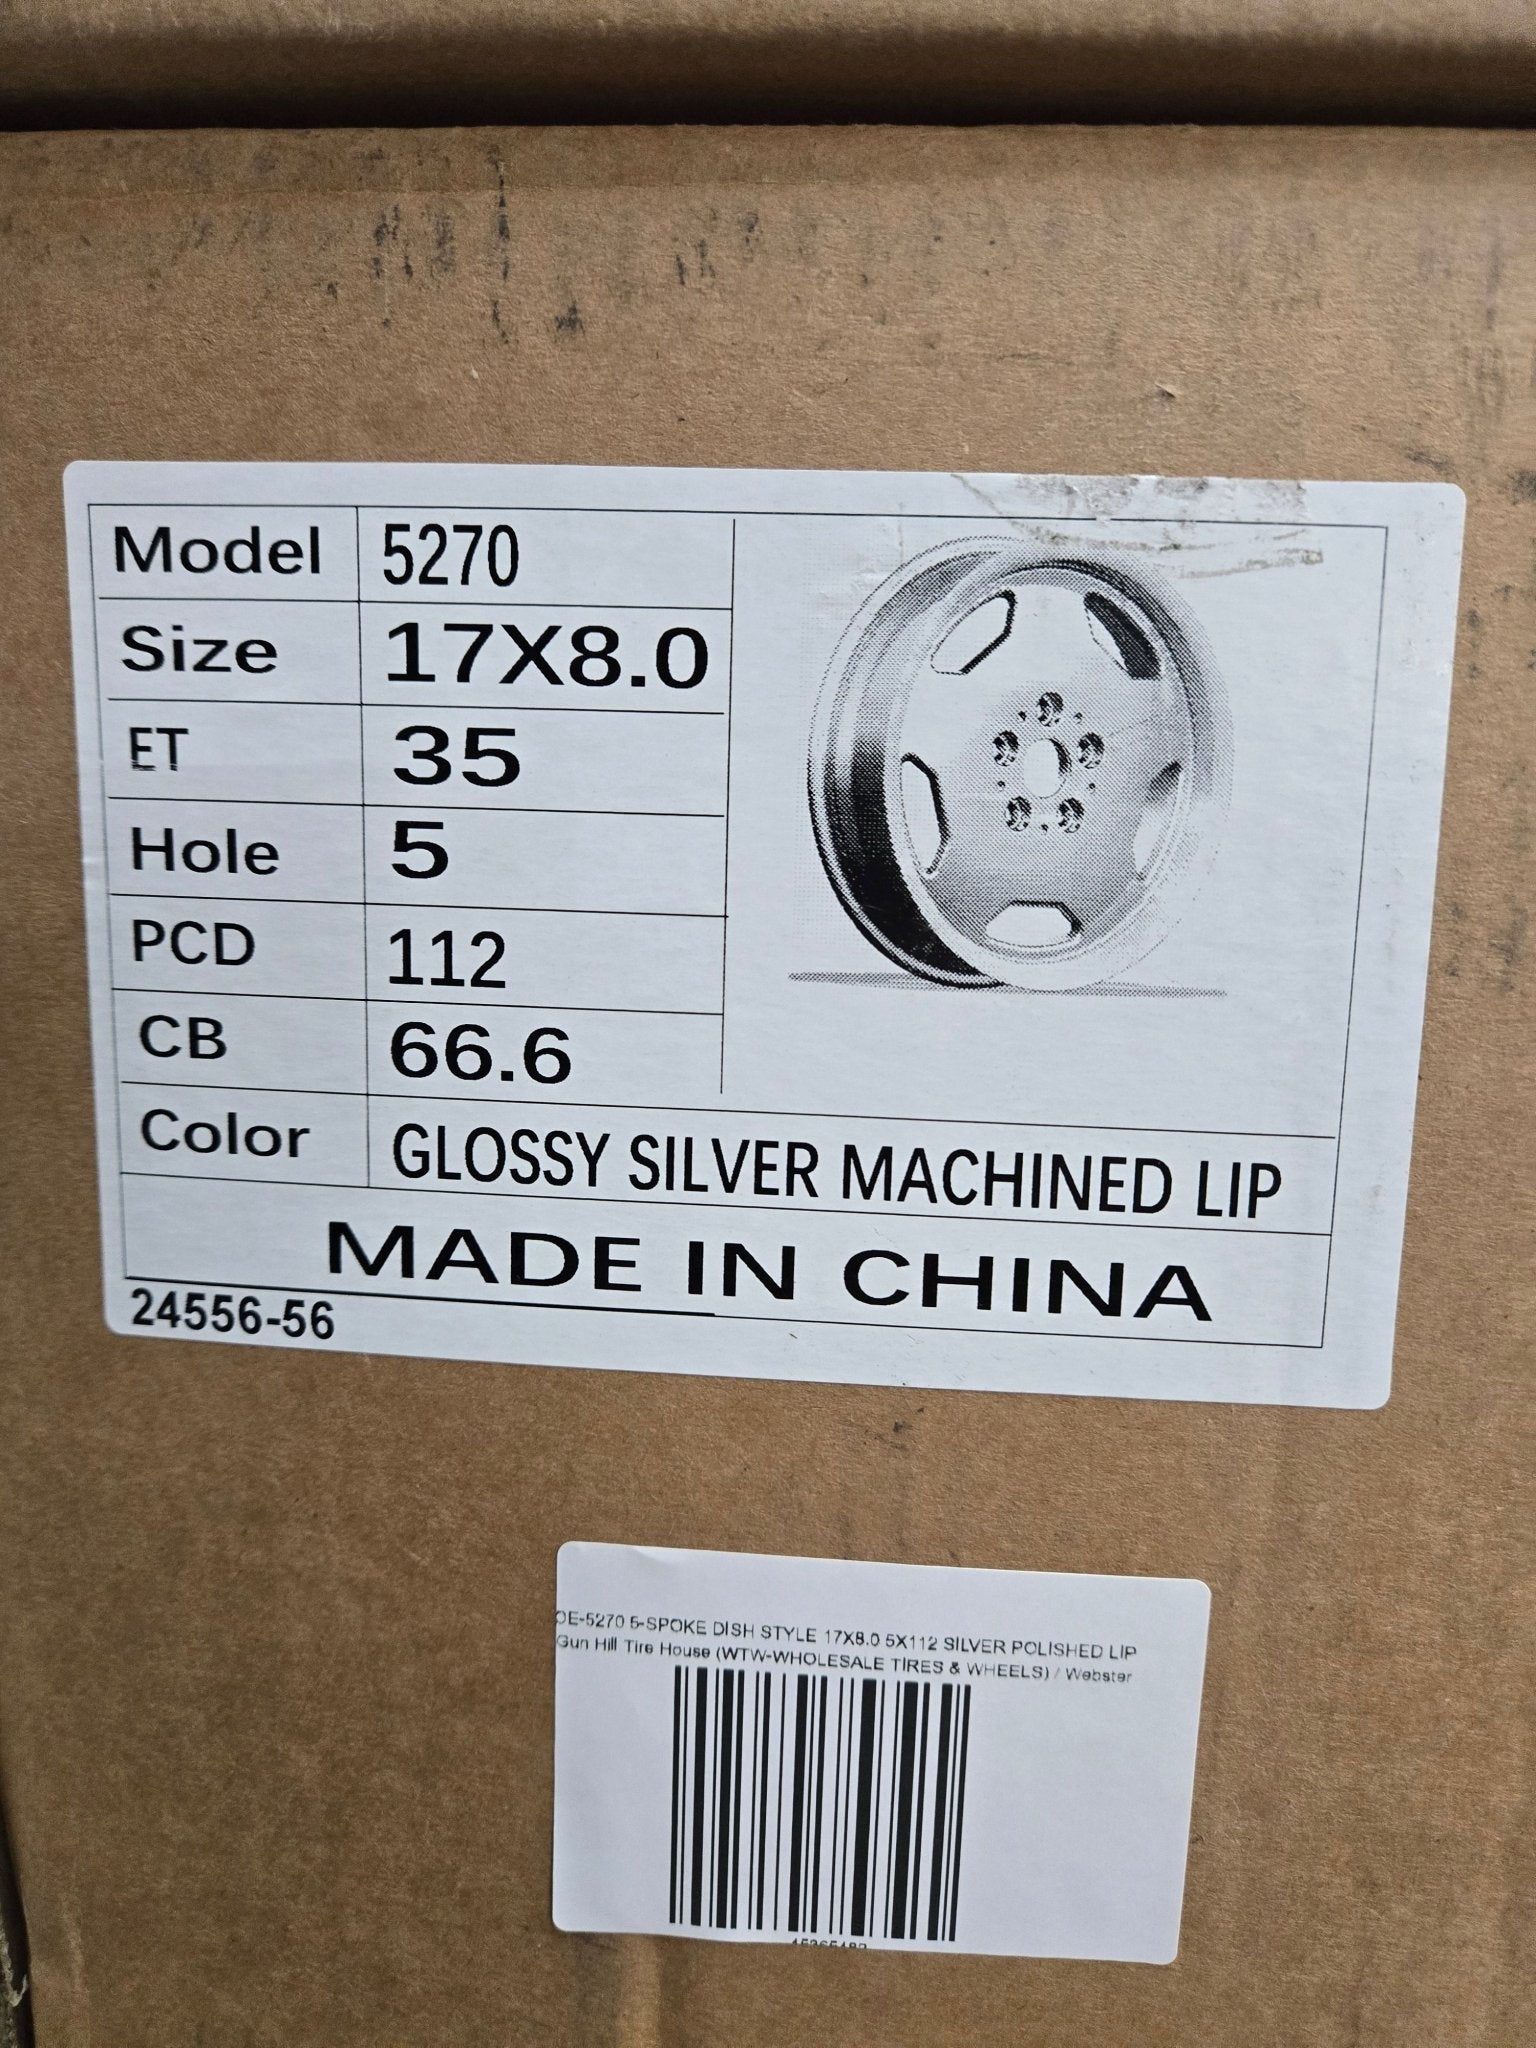 Model 5270
Size 17X8.0
ET 35
Hole 5
PCD 112
CB 66.6
Color GLOSSY SILVER MACHINED LIP
MADE IN CHINA
24556-56
OE-5270 5-SPOKE DISH STYLE 17X8.0 5X112 SILVER POLISHED LIP
Gun Hill Tire House (WTW-WHOLESALE TIRES & WHEELS) / Webster